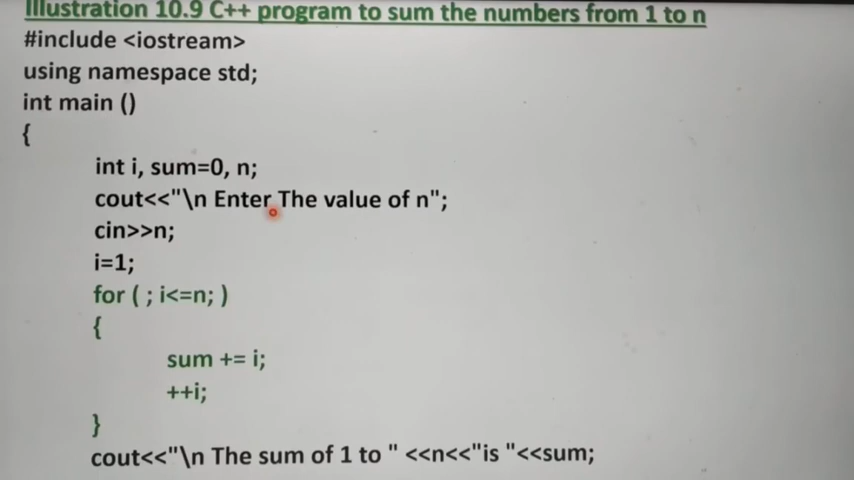 Illustration 10.9 C++ program to sum the numbers from 1 to n
#include <iostream>
using namespace std;
int main ()
{
int i, sum=0, n;
cout<<"\n Enter The value of n";
cin>>n;
i=1;
for ( ; i<=n; )
{
sum += i;
++i;
}
cout<<"\n The sum of 1 to " <<n<<"is "<<sum;